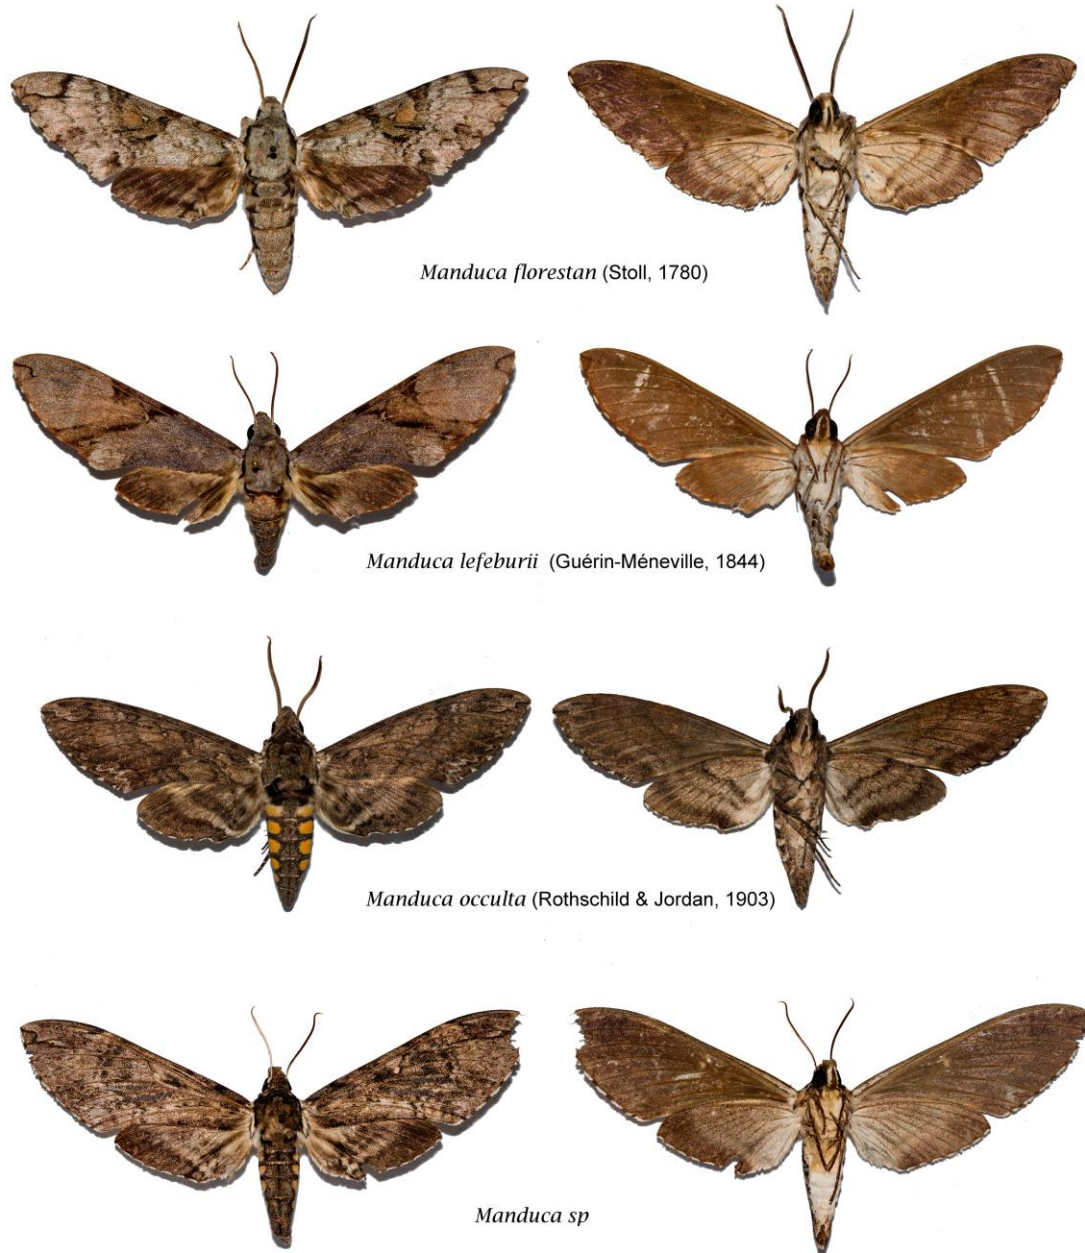 Manduca florestan (Stoll, 1780)
Manduca lefeburii (Guérin-Méneville, 1844)
Manduca occulta (Rothschild & Jordan, 1903)
Manduca sp